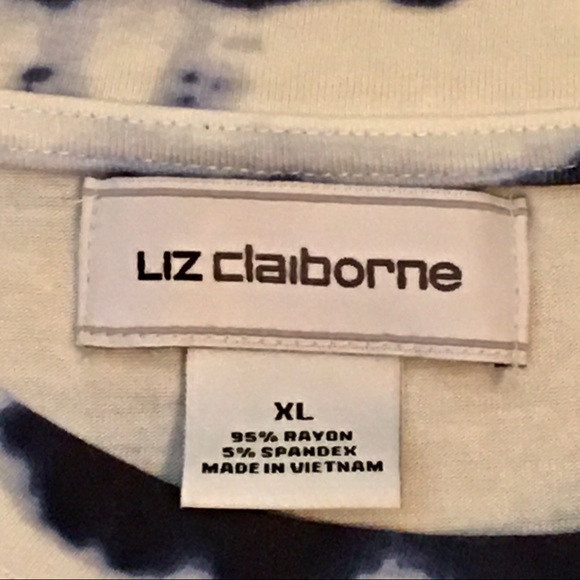 LIZ claiborne
XL
95% RAYON
5% SPANDEX
MADE IN VIETNAM